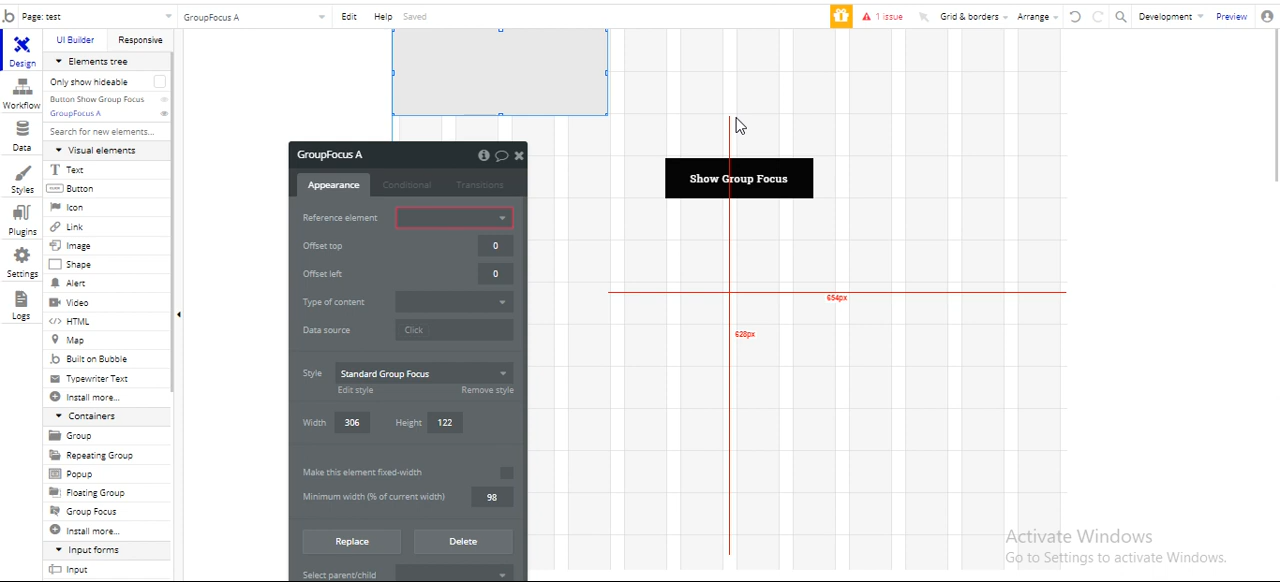 b Page: test GroupFocus A Edit Help Saved 1 issue Grid & borders Arrange Development Preview
Design
Workflow
Data
Styles
Plugins
Settings
Logs
UI Builder Responsive
Elements tree
Only show hideable
Button Show Group Focus
GroupFocus A
Search for new elements...
Visual elements
Text
Button
Icon
Link
Image
Shape
Alert
Video
HTML
Map
Built on Bubble
Typewriter Text
Install more...
Containers
Group
Repeating Group
Popup
Floating Group
Group Focus
Install more...
Input forms
Input
GroupFocus A
Appearance Conditional Transitions
Reference element
Offset top 0
Offset left 0
Type of content
Data source Click
Style Standard Group Focus
Edit style Remove style
Width 306 Height 122
Make this element fixed-width
Minimum width (% of current width) 98
Replace Delete
Select parent/child
Show Group Focus
654px
628px
Activate Windows
Go to Settings to activate Windows.